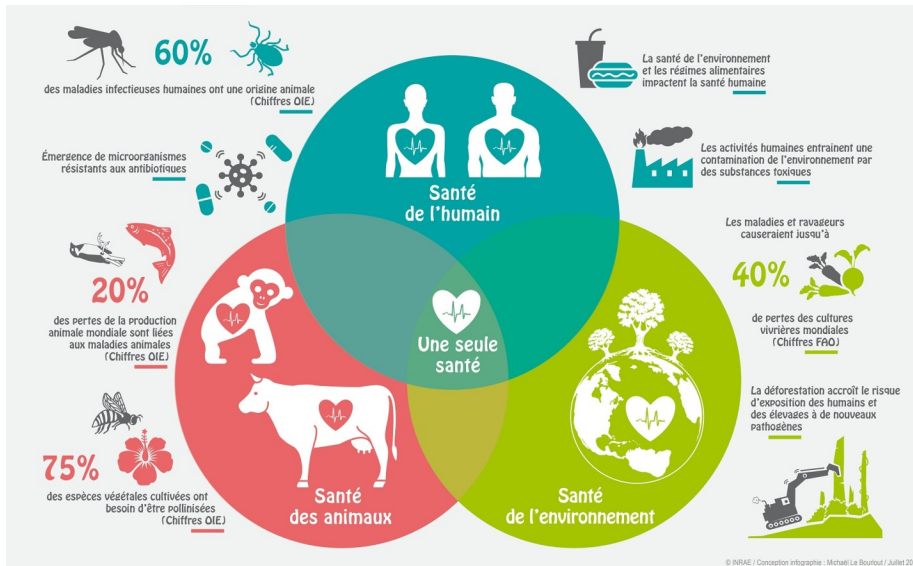 60%
des maladies infectieuses humaines ont une origine animale
(Chiffres OIE)
Émergence de microorganismes
résistants aux antibiotiques
20%
des pertes de la production
animale mondiale sont liées
aux maladies animales
(Chiffres OIE)
75%
des espèces végétales cultivées ont
besoin d'être pollinisées
(Chiffres OIE)
Santé
de l'humain
Une seule
santé
Santé
des animaux
Santé
de l'environnement
La santé de l'environnement
et les régimes alimentaires
impactent la santé humaine
Les activités humaines entrainent une
contamination de l'environnement par
des substances toxiques
Les maladies et ravageurs
causeraient jusqu'à
40%
de pertes des cultures
vivrières mondiales
(Chiffres FAO)
La déforestation accroît le risque
d'exposition des humains et
des élevages à de nouveaux
pathogènes
© INRAE / Conception infographie : Michaël Le Bourlout / Juillet 20